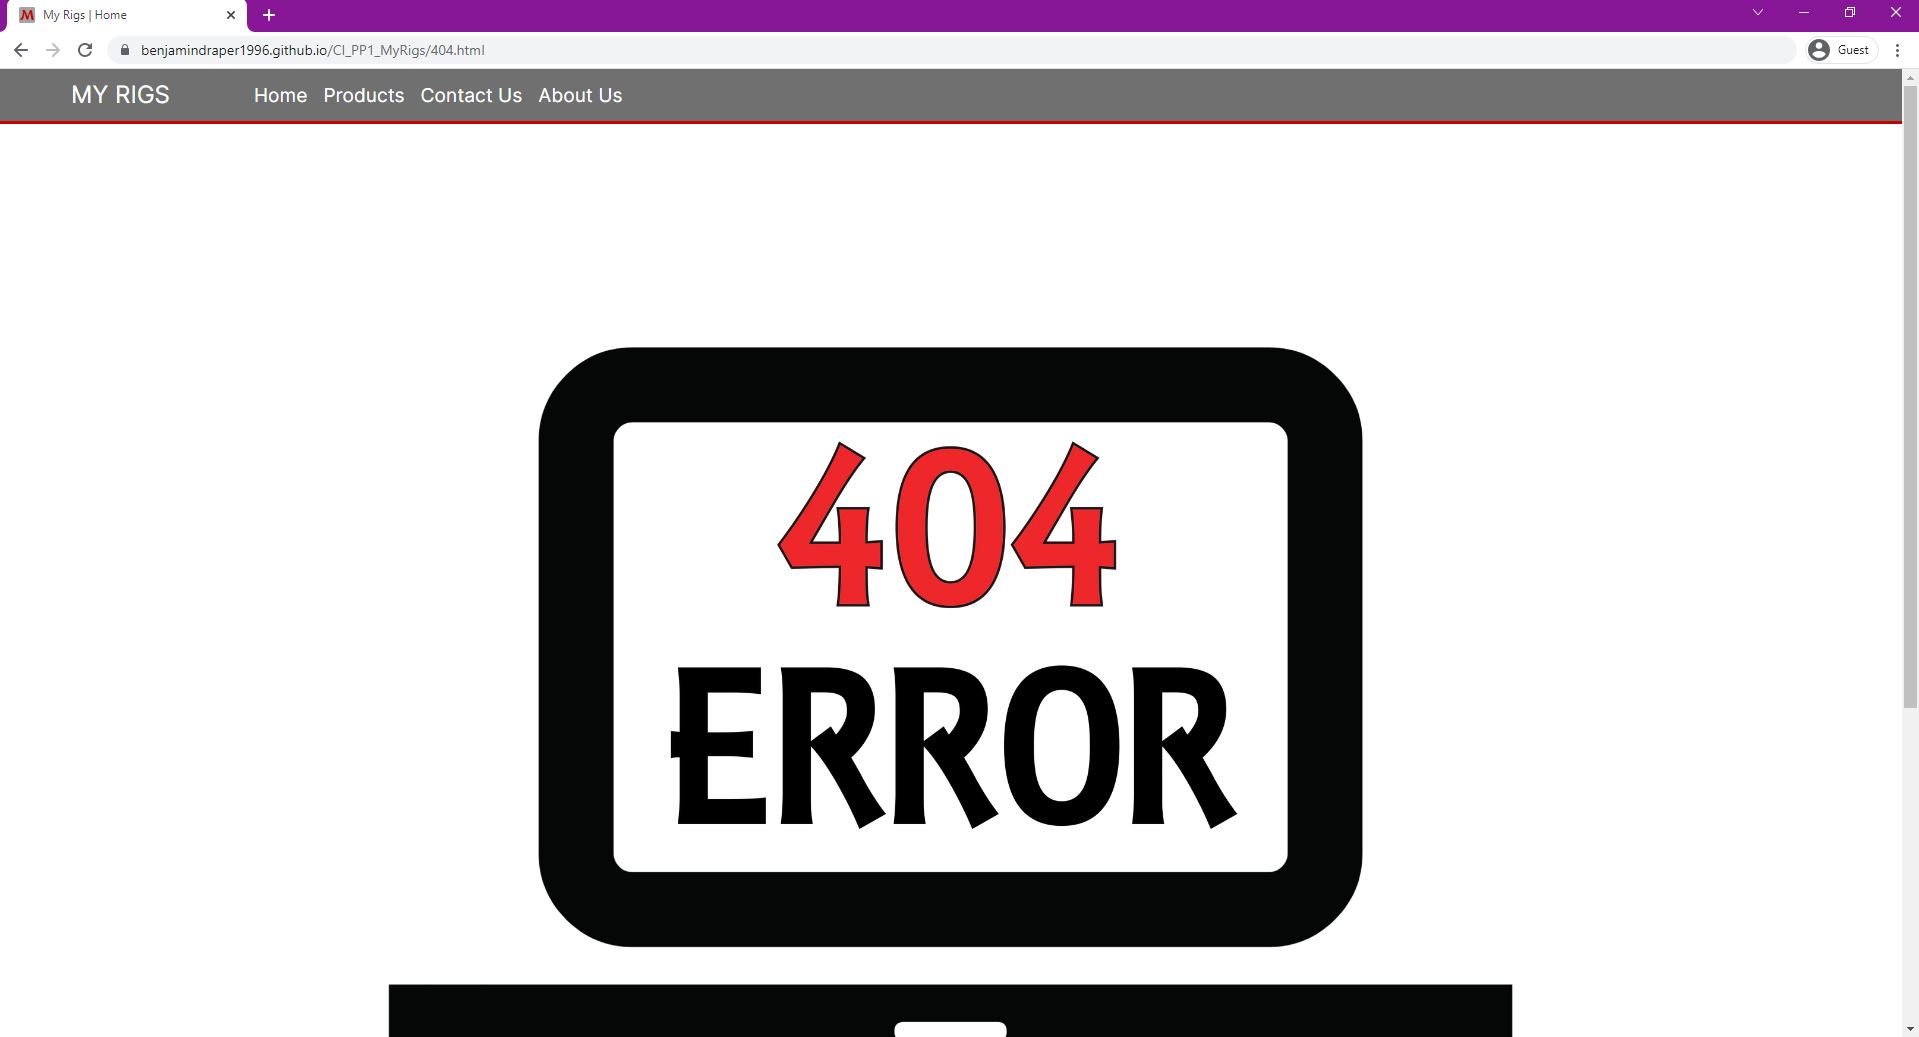 My Rigs | Home
benjamindraper1996.github.io/CI_PP1_MyRigs/404.html
Guest
MY RIGS Home Products Contact Us About Us
404
ERROR